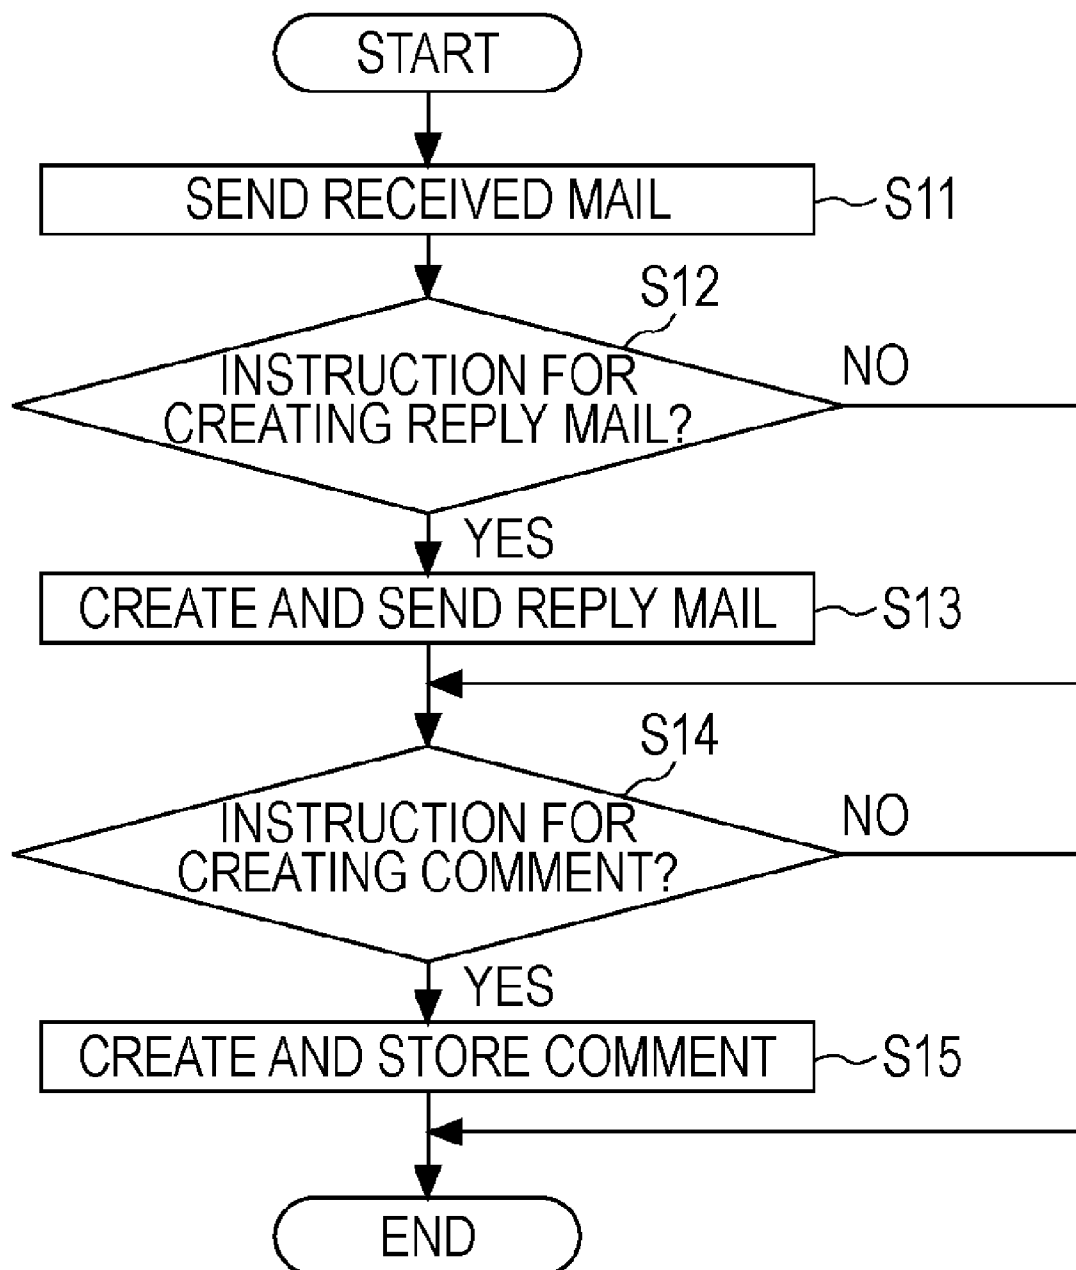 START
SEND RECEIVED MAIL
S11
S12
INSTRUCTION FOR
CREATING REPLY MAIL?
NO
YES
CREATE AND SEND REPLY MAIL
S13
S14
INSTRUCTION FOR
CREATING COMMENT?
NO
YES
CREATE AND STORE COMMENT
S15
END